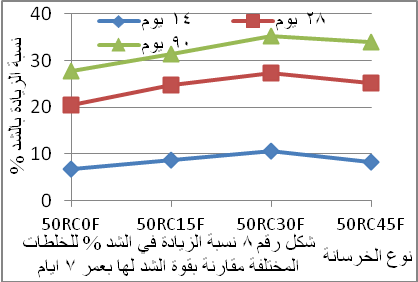 ٤٠
١٤ يوم
٢٨ يوم
٩٠ يوم
٣٠
٢٠
١٠
٠
نسبة الزيادة بالشد %
50RC0F 50RC15F 50RC30F 50RC45F
نوع الخرسانة
شكل رقم ٨ نسبة الزيادة في الشد % للخلطات
المختلفة مقارنة بقوة الشد لها بعمر ٧ ايام